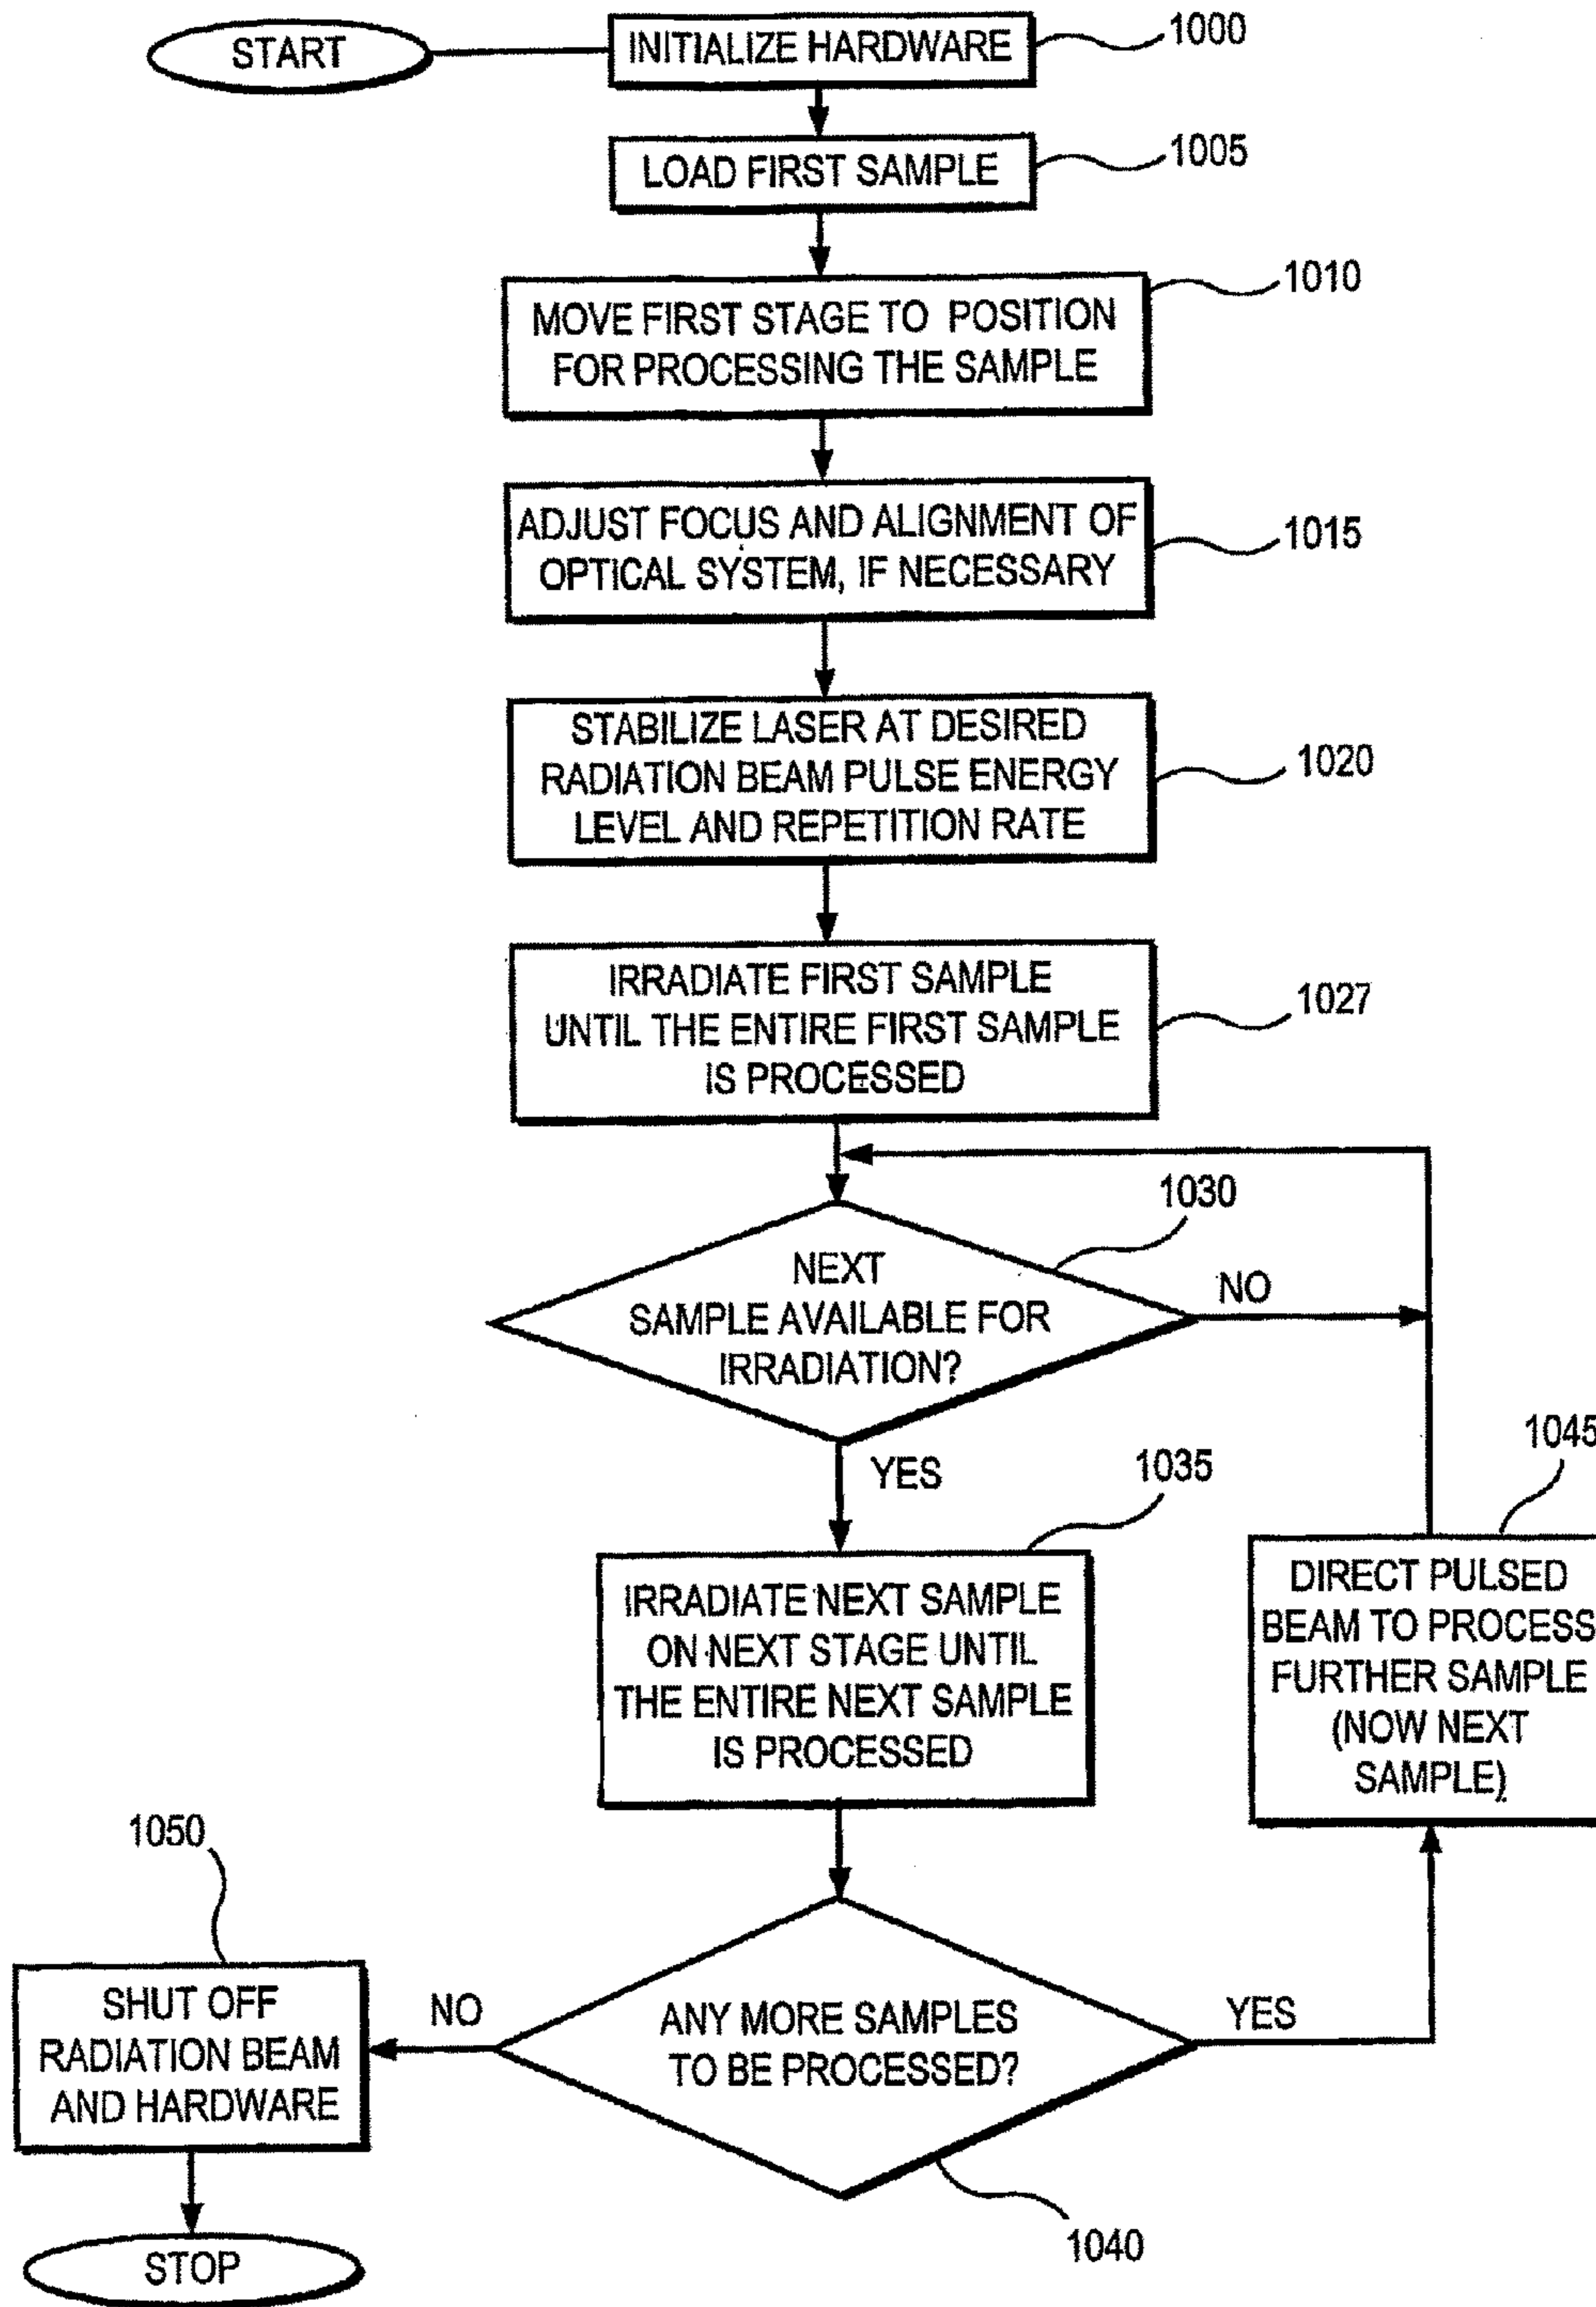 START
INITIALIZE HARDWARE
1000
LOAD FIRST SAMPLE
1005
MOVE FIRST STAGE TO POSITION
FOR PROCESSING THE SAMPLE
1010
ADJUST FOCUS AND ALIGNMENT OF
OPTICAL SYSTEM, IF NECESSARY
1015
STABILIZE LASER AT DESIRED
RADIATION BEAM PULSE ENERGY
LEVEL AND REPETITION RATE
1020
IRRADIATE FIRST SAMPLE
UNTIL THE ENTIRE FIRST SAMPLE
IS PROCESSED
1027
1030
NEXT
SAMPLE AVAILABLE FOR
IRRADIATION?
NO
YES
1035
IRRADIATE NEXT SAMPLE
ON NEXT STAGE UNTIL
THE ENTIRE NEXT SAMPLE
IS PROCESSED
1045
DIRECT PULSED
BEAM TO PROCESS
FURTHER SAMPLE
(NOW NEXT
SAMPLE)
1050
SHUT OFF
RADIATION BEAM
AND HARDWARE
NO
ANY MORE SAMPLES
TO BE PROCESSED?
YES
1040
STOP